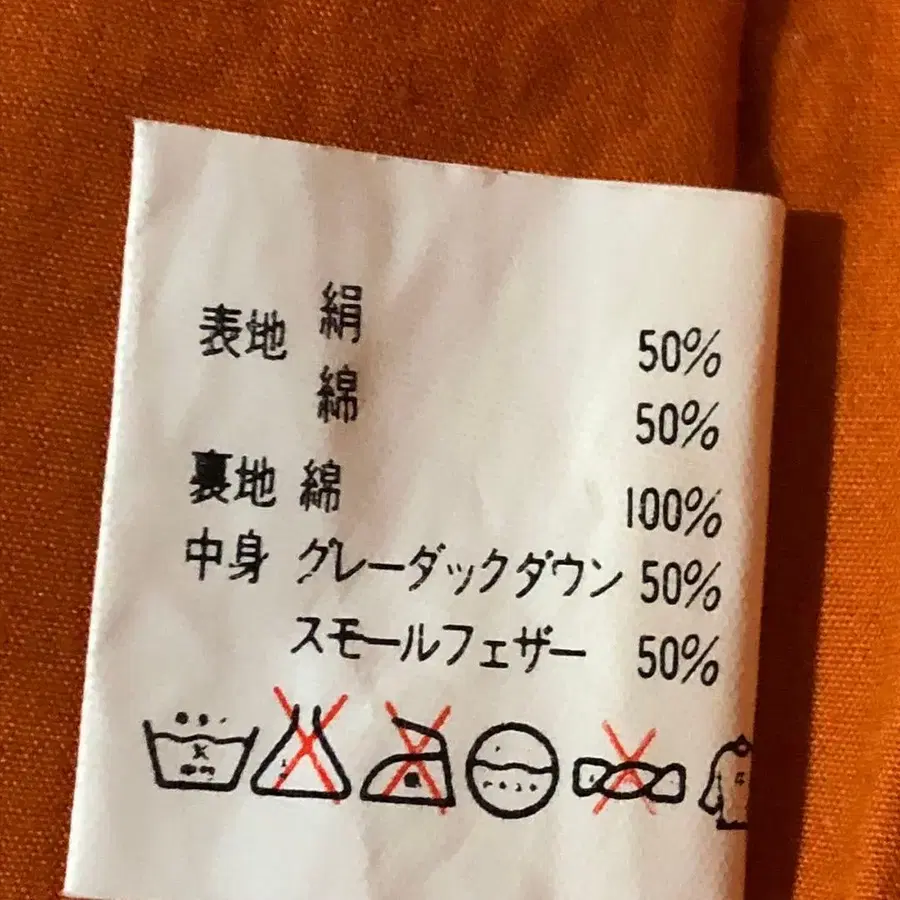 表地 絹 50%
綿 50%
裏地 綿 100%
中身 グレーダックダウン 50%
スモールフェザー 50%